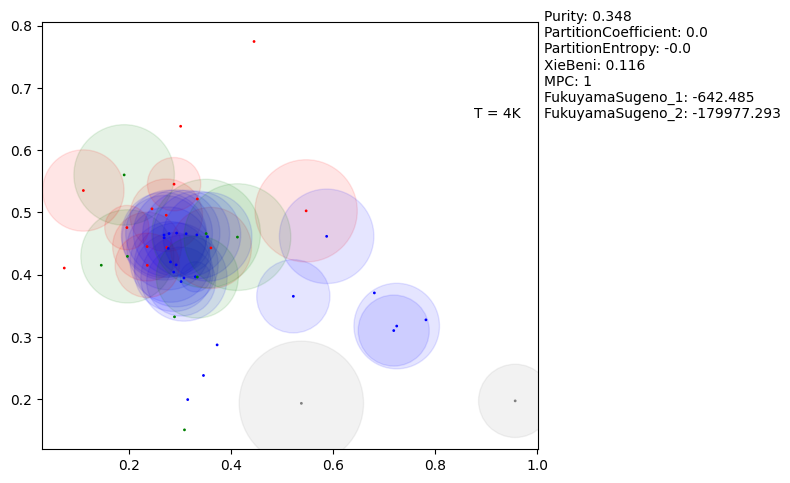 Purity: 0.348
PartitionCoefficient: 0.0
PartitionEntropy: -0.0
XieBeni: 0.116
MPC: 1
FukuyamaSugeno_1: -642.485
FukuyamaSugeno_2: -179977.293
T = 4K
0.8
0.7
0.6
0.5
0.4
0.3
0.2
0.2
0.4
0.6
0.8
1.0